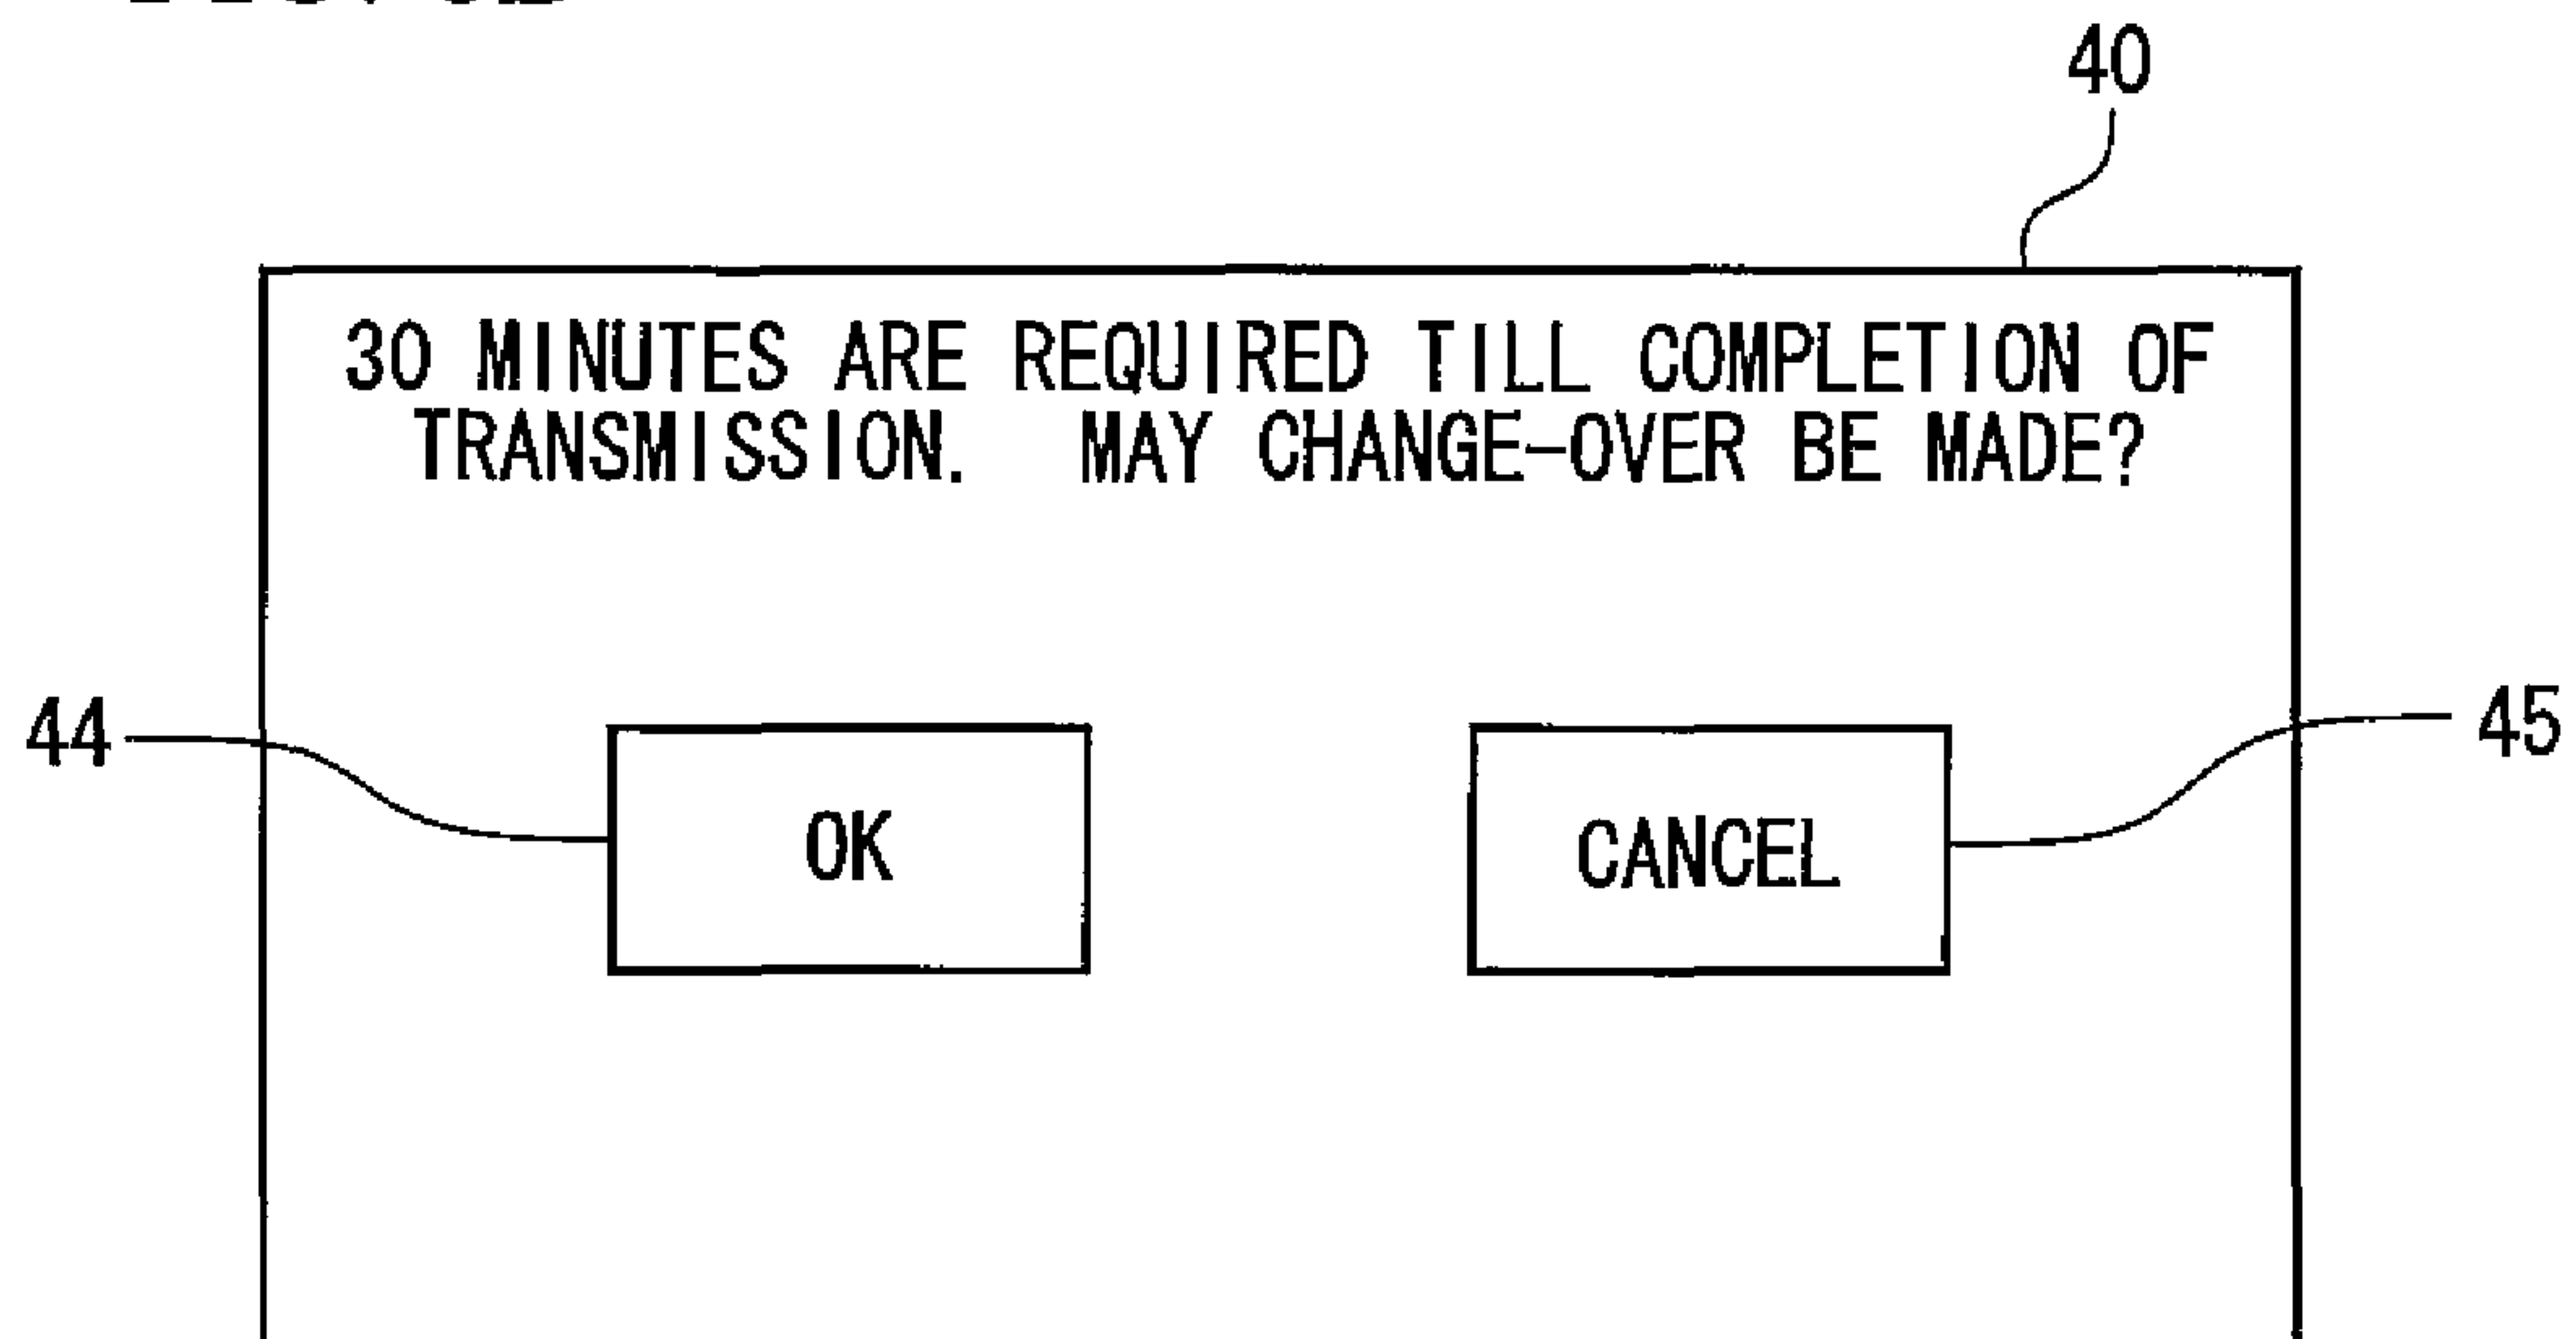 40
30 MINUTES ARE REQUIRED TILL COMPLETION OF
TRANSMISSION. MAY CHANGE-OVER BE MADE?
44
OK
CANCEL
45